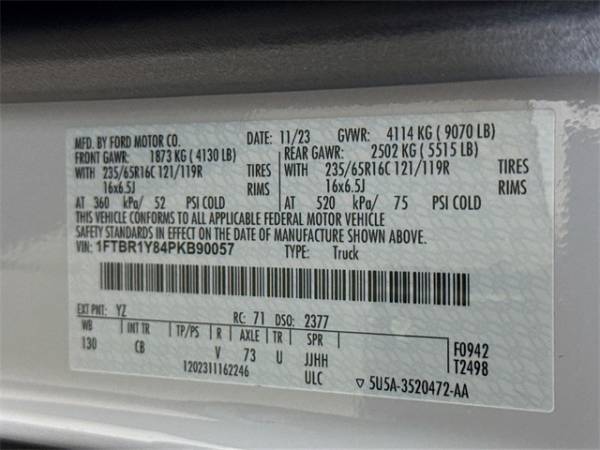 MFD. BY FORD MOTOR CO. DATE: 11/23 GVWR: 4114 KG ( 9070 LB)
FRONT GAWR: 1873 KG ( 4130 LB) REAR GAWR: 2502 KG ( 5515 LB)
WITH 235/65R16C 121/119R TIRES WITH 235/65R16C 121/119R TIRES
16x6.5J RIMS 16x6.5J RIMS
AT 360 kPa/ 52 PSI COLD AT 520 kPa/ 75 PSI COLD
THIS VEHICLE CONFORMS TO ALL APPLICABLE FEDERAL MOTOR VEHICLE
SAFETY STANDARDS IN EFFECT ON THE DATE OF MANUFACTURE SHOWN ABOVE.
VIN: 1FTBR1Y84PKB90057 TYPE: Truck
EXT PNT: YZ RC: 71 DSO: 2377
WB INT TR TP/PS R AXLE TR SPR F0942
130 CB V 73 U JJHH T2498
1202311162246 ULC ▽ 5U5A-3520472-AA